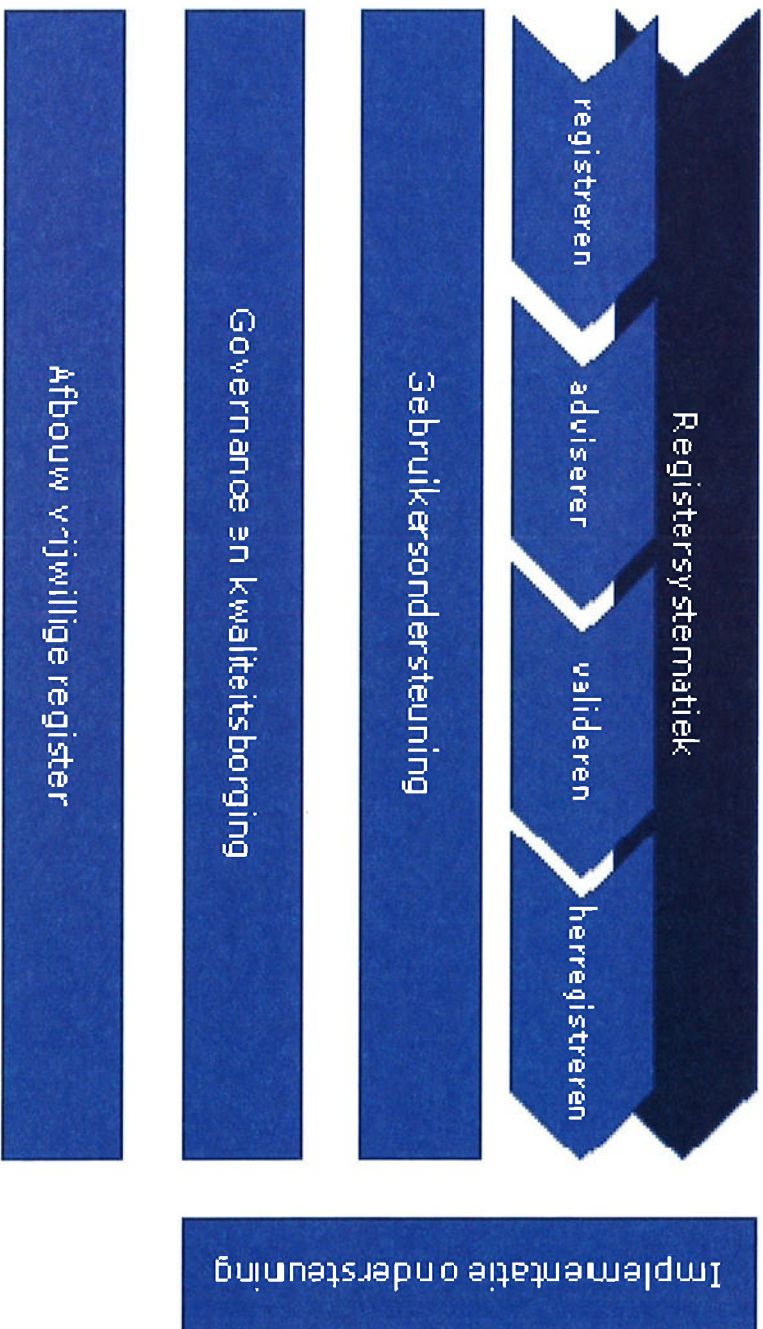 Registersystematiek
registreren
adviseren
valideren
herregistreren
Gebruikersondersteuning
Governance en kwaliteitsborging
Afbouw vrijwillige register
Implementatie ondersteuning